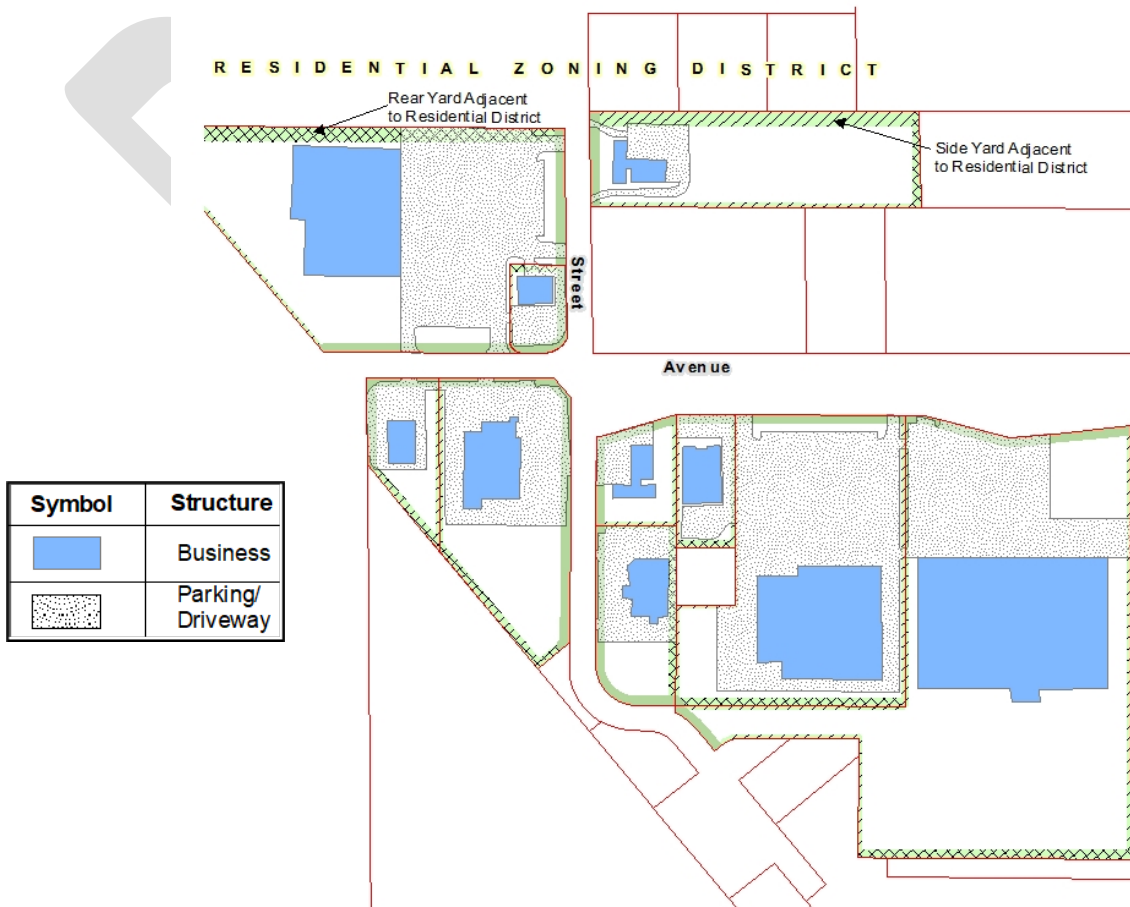 RESIDENTIAL ZONING DISTRICT
Rear Yard Adjacent
to Residential District
Side Yard Adjacent
to Residential District
Street
Avenue
Symbol Structure
Business
Parking/
Driveway